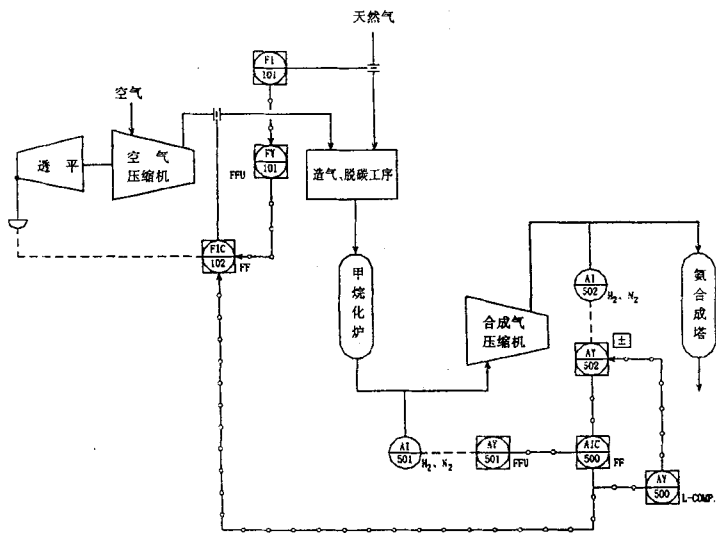 天然气
FI
101
空气
透 平
空 气
压缩机
FY
101
FFU
造气、脱碳工序
FIC
102
FF
甲
烷
化
炉
合成气
压缩机
AI
502
H₂、N₂
氨
合
成
塔
AY
502
±
AI
501
H₂、N₂
AY
501
FFU
AIC
500
FF
AY
500
L-COMP.